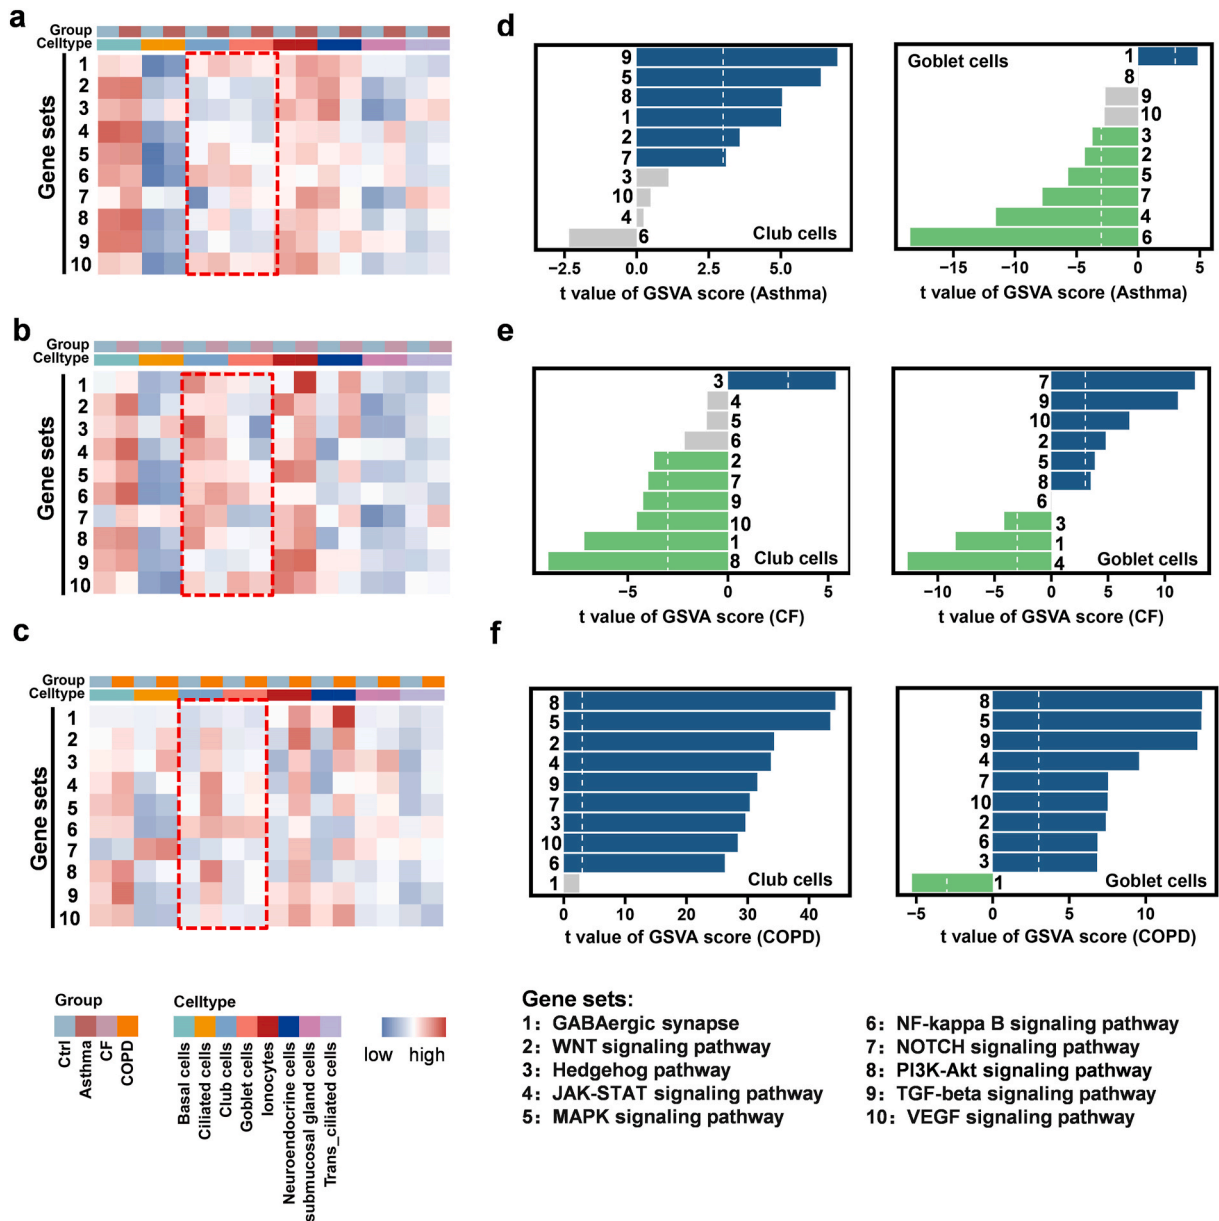 a
Group
Celltype
Gene sets
1
2
3
4
5
6
7
8
9
10
b
Group
Celltype
Gene sets
1
2
3
4
5
6
7
8
9
10
c
Group
Celltype
Gene sets
1
2
3
4
5
6
7
8
9
10
Group
Ctrl
Asthma
CF
COPD
Celltype
Basal cells
Ciliated cells
Club cells
Goblet cells
Ionocytes
Neuroendocrine cells
submucosal gland cells
Trans_ciliated cells
low high
d
9
5
8
1
2
7
3
10
4
6
Club cells
−2.5 0.0 2.5 5.0
t value of GSVA score (Asthma)
Goblet cells
1
8
9
10
3
2
5
7
4
6
−15 −10 −5 0 5
t value of GSVA score (Asthma)
e
3
4
5
6
2
7
9
10
1
8
Club cells
−5 0 5
t value of GSVA score (CF)
7
9
10
2
5
8
6
3
1
4
Goblet cells
−10 −5 0 5 10
t value of GSVA score (CF)
f
8
5
2
4
9
7
3
10
6
1
Club cells
0 10 20 30 40
t value of GSVA score (COPD)
8
5
9
4
7
10
2
6
3
1
Goblet cells
−5 0 5 10
t value of GSVA score (COPD)
Gene sets:
1: GABAergic synapse
2: WNT signaling pathway
3: Hedgehog pathway
4: JAK-STAT signaling pathway
5: MAPK signaling pathway
6: NF-kappa B signaling pathway
7: NOTCH signaling pathway
8: PI3K-Akt signaling pathway
9: TGF-beta signaling pathway
10: VEGF signaling pathway